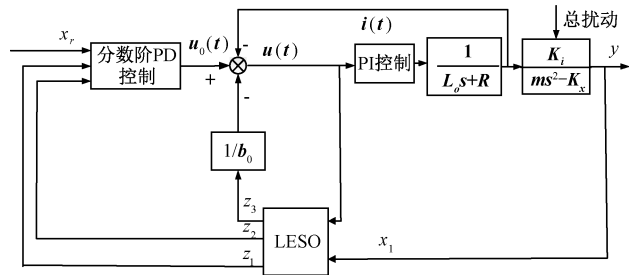 总扰动
x_r
分数阶PD
控制
u_0(t)
-
+
-
u(t)
i(t)
PI控制
1
L_o s+R
K_i
ms²-K_x
y
1/b_0
z_3
z_2
z_1
LESO
x_1